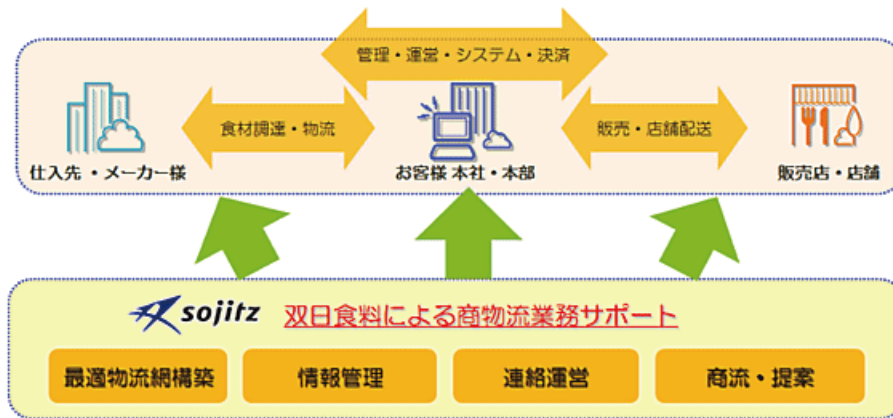 管理・運営・システム・決済
食材調達・物流
販売・店舗配送
仕入先・メーカー様
お客様 本社・本部
販売店・店舗
sojitz 双日食料による商物流業務サポート
最適物流網構築
情報管理
連絡運営
商流・提案